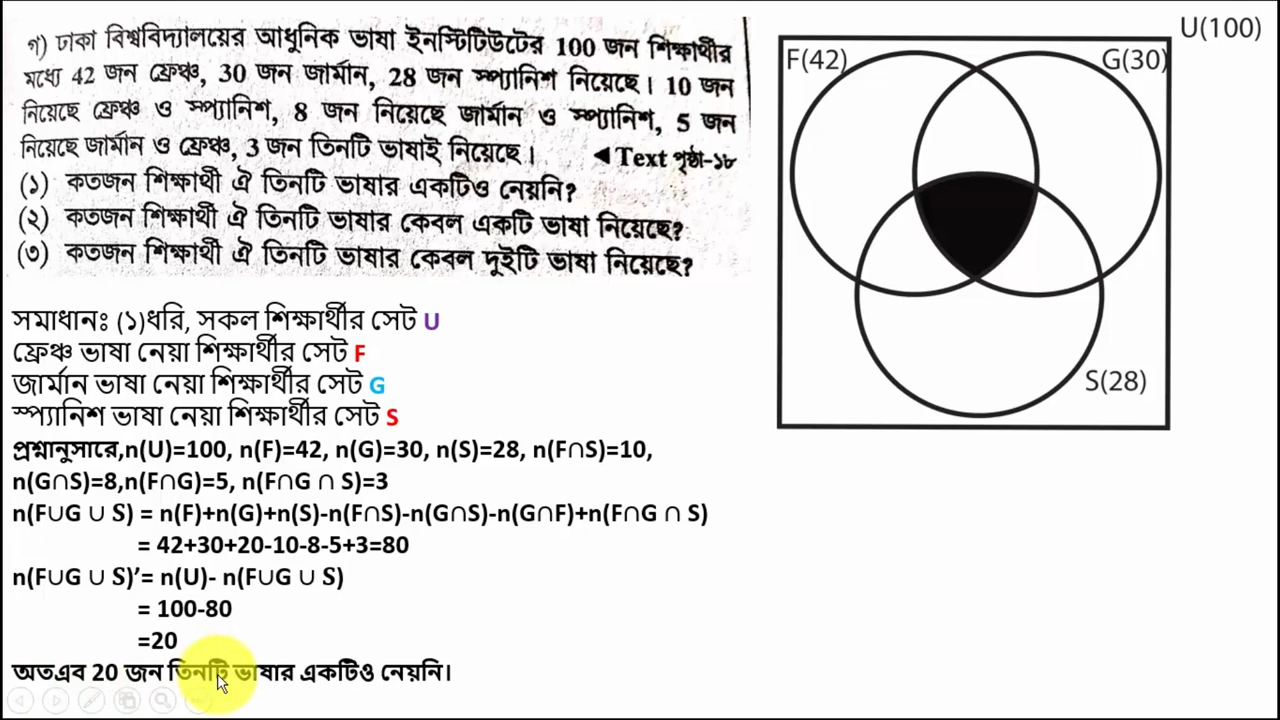 গ) ঢাকা বিশ্ববিদ্যালয়ের আধুনিক ভাষা ইনস্টিটিউটের 100 জন শিক্ষার্থীর
মধ্যে 42 জন ফ্রেঞ্চ, 30 জন জার্মান, 28 জন স্প্যানিশ নিয়েছে। 10 জন
নিয়েছে ফ্রেঞ্চ ও স্প্যানিশ, 8 জন নিয়েছে জার্মান ও স্প্যানিশ, 5 জন
নিয়েছে জার্মান ও ফ্রেঞ্চ, 3 জন তিনটি ভাষাই নিয়েছে।
◄ Text পৃষ্ঠা-১৮
(১) কতজন শিক্ষার্থী ঐ তিনটি ভাষার একটিও নেয়নি?
(২) কতজন শিক্ষার্থী ঐ তিনটি ভাষার কেবল একটি ভাষা নিয়েছে?
(৩) কতজন শিক্ষার্থী ঐ তিনটি ভাষার কেবল দুইটি ভাষা নিয়েছে?
সমাধানঃ (১)ধরি, সকল শিক্ষার্থীর সেট U
ফ্রেঞ্চ ভাষা নেয়া শিক্ষার্থীর সেট F
জার্মান ভাষা নেয়া শিক্ষার্থীর সেট G
স্প্যানিশ ভাষা নেয়া শিক্ষার্থীর সেট S
প্রশ্নানুসারে,n(U)=100, n(F)=42, n(G)=30, n(S)=28, n(F∩S)=10,
n(G∩S)=8,n(F∩G)=5, n(F∩G ∩ S)=3
n(F∪G ∪ S) = n(F)+n(G)+n(S)-n(F∩S)-n(G∩S)-n(G∩F)+n(F∩G ∩ S)
= 42+30+20-10-8-5+3=80
n(F∪G ∪ S)’= n(U)- n(F∪G ∪ S)
= 100-80
=20
অতএব 20 জন তিনটি ভাষার একটিও নেয়নি।
U(100)
F(42)
G(30)
S(28)